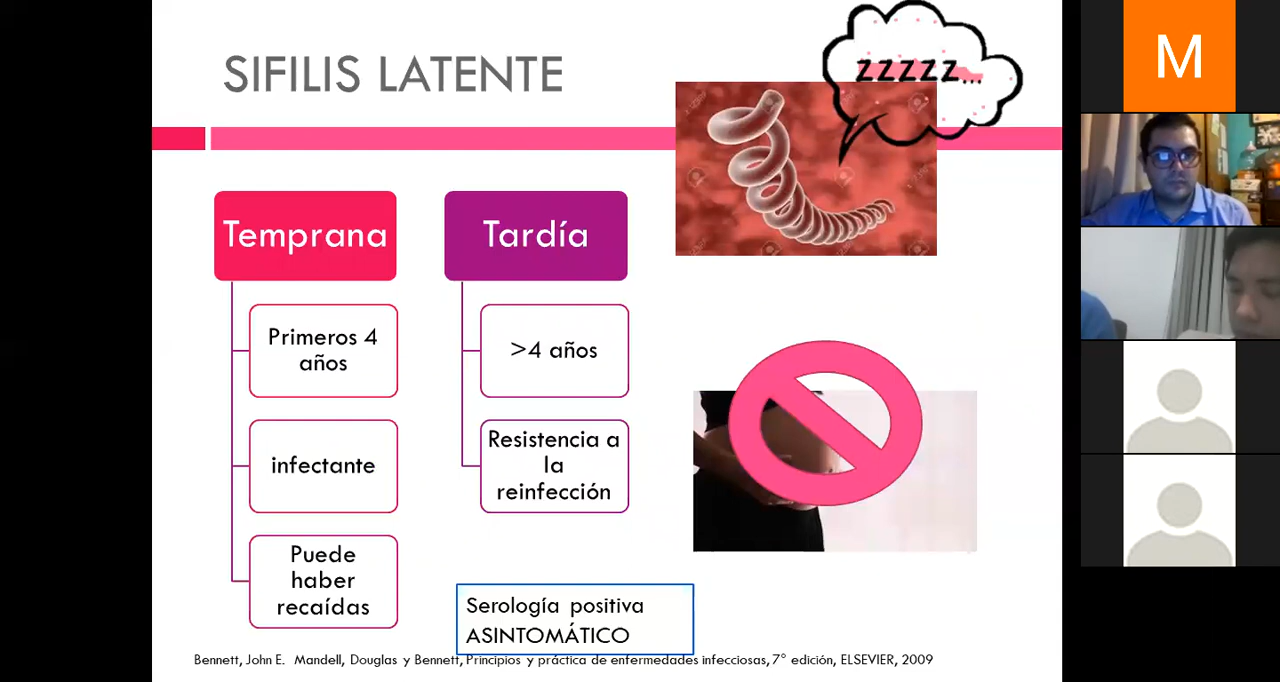 SIFILIS LATENTE
zzzzz...
Temprana
Primeros 4
años
infectante
Puede
haber
recaídas
Tardía
>4 años
Resistencia a
la
reinfección
Serología positiva
ASINTOMÁTICO
Bennett, John E. Mandell, Douglas y Bennett, Principios y práctica de enfermedades infecciosas, 7° edición, ELSEVIER, 2009
M